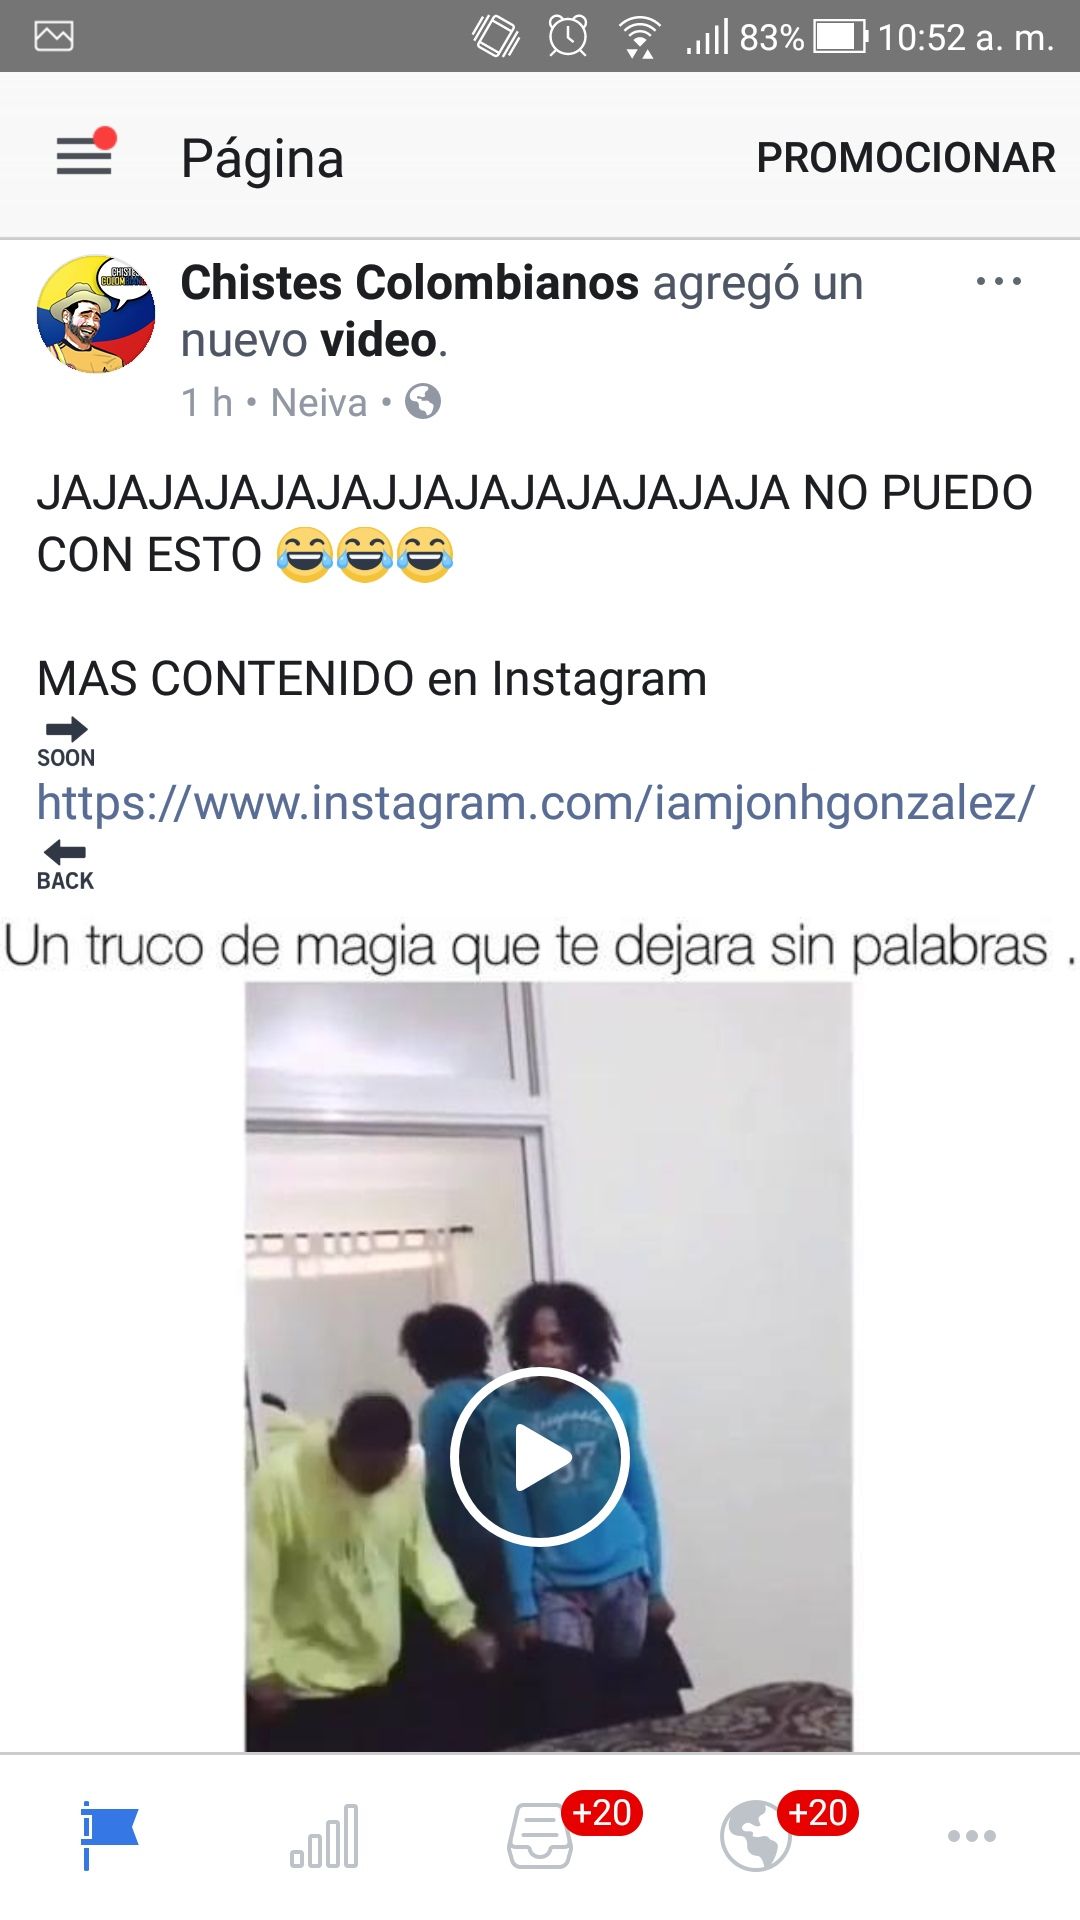 83% 10:52 a. m.
Página PROMOCIONAR
Chistes Colombianos agregó un
nuevo video.
1 h • Neiva •
JAJAJAJAJAJAJJAJAJAJAJAJAJA NO PUEDO
CON ESTO 😂😂😂
MAS CONTENIDO en Instagram
SOON
https://www.instagram.com/iamjonhgonzalez/
BACK
Un truco de magia que te dejara sin palabras .
37
+20 +20